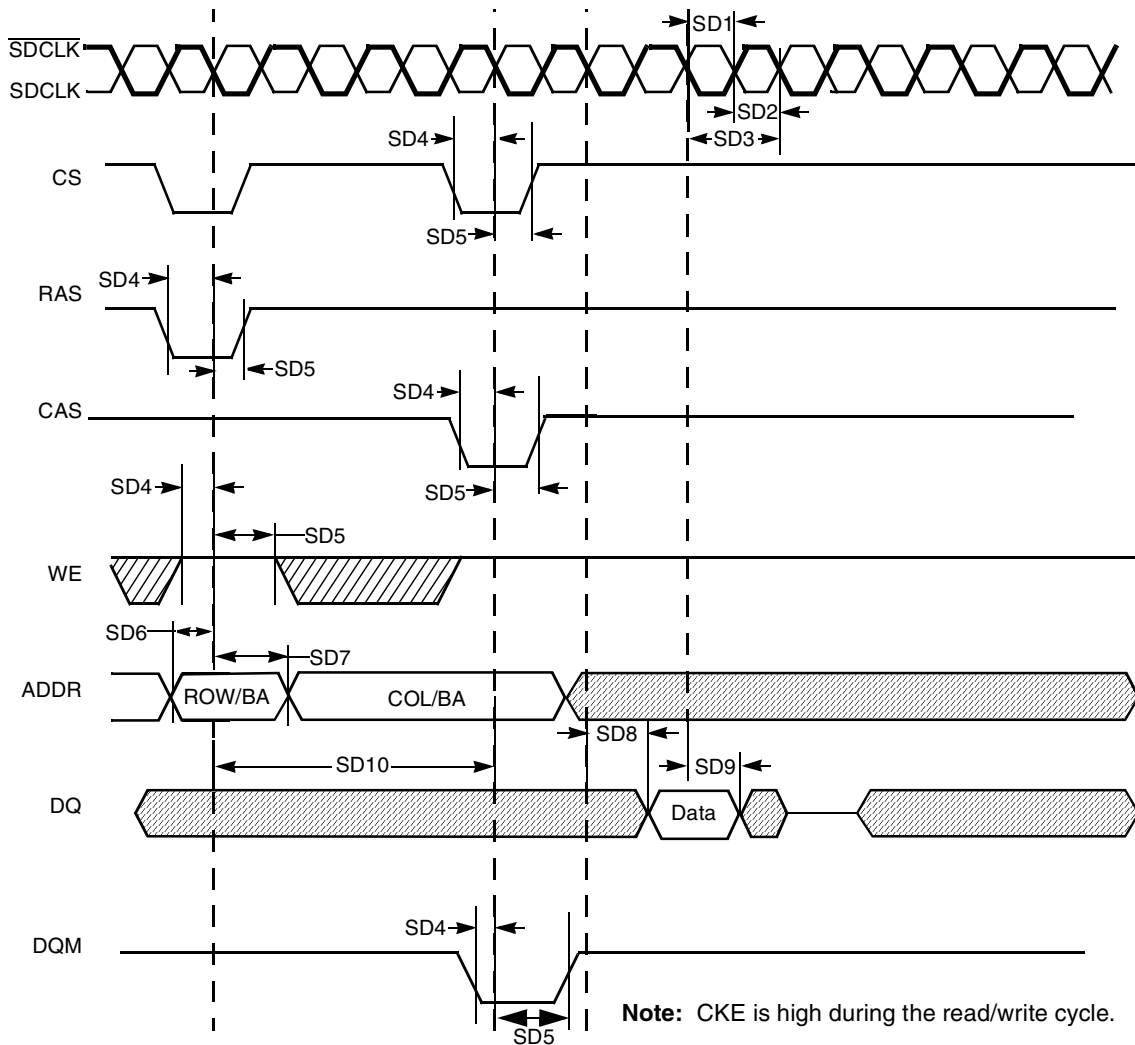 SD1
SDCLK
SDCLK
SD2
SD4
SD3
CS
SD5
SD4
RAS
SD5
SD4
CAS
SD4
SD5
SD5
WE
SD6
SD7
ADDR
ROW/BA
COL/BA
SD8
SD10
SD9
DQ
Data
SD4
DQM
Note: CKE is high during the read/write cycle.
SD5